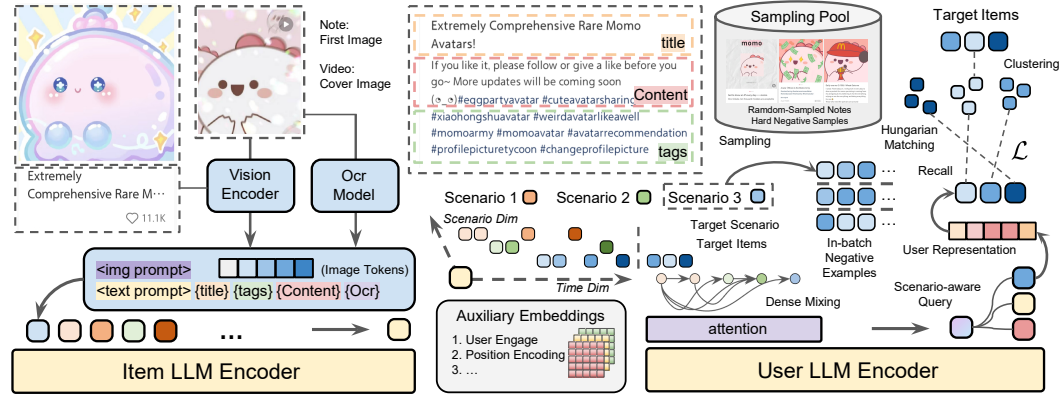 Note:
First Image
Video:
Cover Image
Extremely
Comprehensive Rare M…
11.1K
Vision
Encoder
Ocr
Model
<img prompt>
(Image Tokens)
<text prompt> {title} {tags} {Content} {Ocr}
...
Item LLM Encoder
Extremely Comprehensive Rare Momo
Avatars!
title
If you like it, please follow or give a like before you
go~ More updates will be coming soon
#eggpartyavatar #cuteavatarsharing
Content
#xiaohongshuavatar #weirdavatarlikeawell
#momoarmy #momoavatar #avatarrecommendation
#profilepicturetycoon #changeprofilepicture
tags
Scenario 1
Scenario 2
Scenario 3
Scenario Dim
Time Dim
Target Scenario
Target Items
Dense Mixing
Auxiliary Embeddings
1. User Engage
2. Position Encoding
3. ...
attention
User LLM Encoder
Sampling Pool
momo
Random-Sampled Notes
Hard Negative Samples
Sampling
...
...
...
In-batch
Negative
Examples
Target Items
Clustering
Hungarian
Matching
ℒ
Recall
User Representation
Scenario-aware
Query